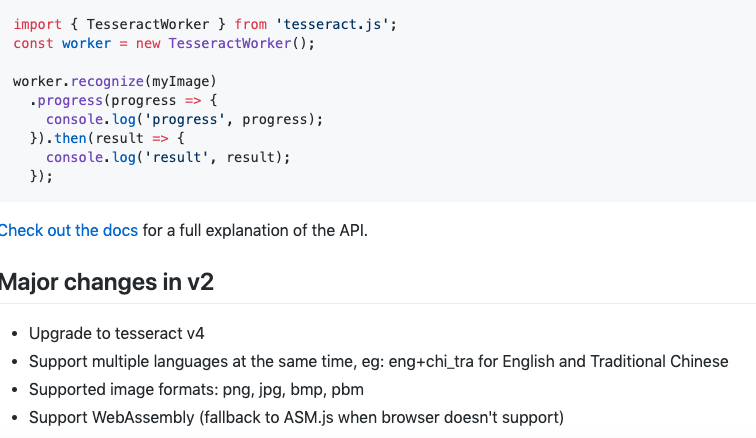 import { TesseractWorker } from 'tesseract.js';
const worker = new TesseractWorker();

worker.recognize(myImage)
  .progress(progress => {
    console.log('progress', progress);
  }).then(result => {
    console.log('result', result);
  });

Check out the docs for a full explanation of the API.

Major changes in v2

• Upgrade to tesseract v4
• Support multiple languages at the same time, eg: eng+chi_tra for English and Traditional Chinese
• Supported image formats: png, jpg, bmp, pbm
• Support WebAssembly (fallback to ASM.js when browser doesn't support)